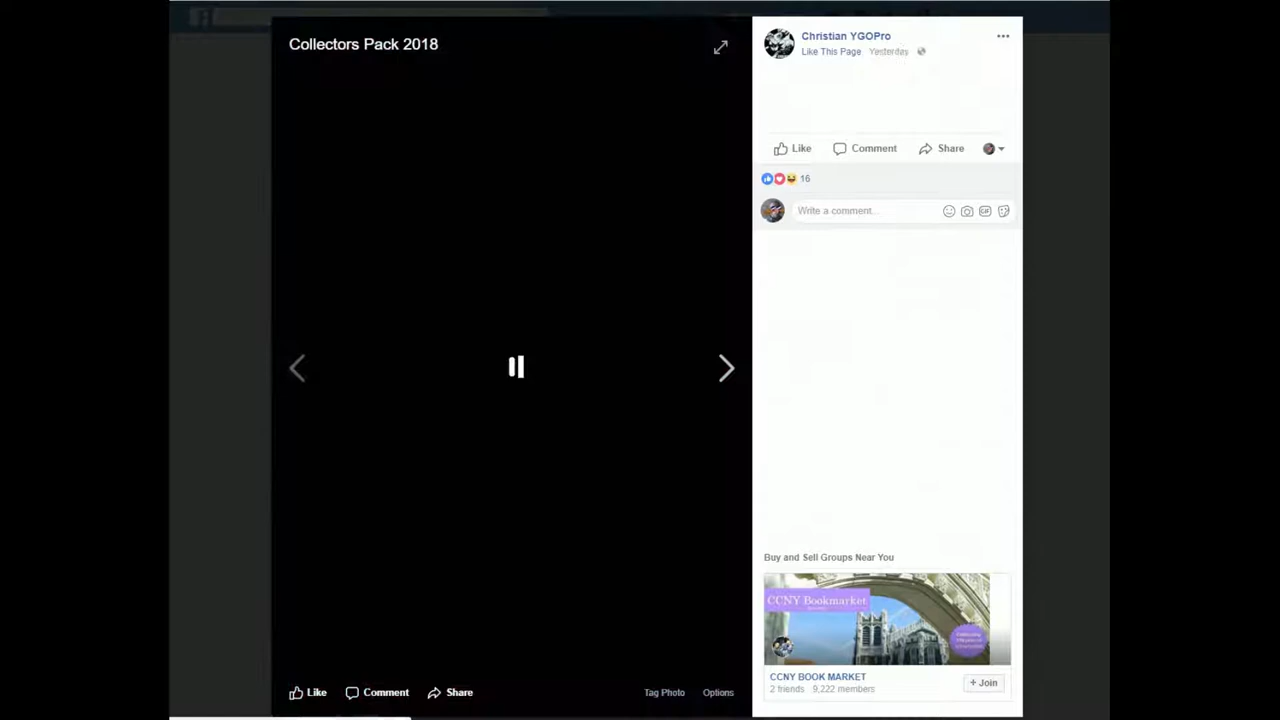 Collectors Pack 2018
Christian YGOPro
Like This Page Yesterday
Like Comment Share
16
Write a comment...
GIF
Buy and Sell Groups Near You
CCNY Bookmarket
CCNY BOOK MARKET
2 friends 9,222 members
+ Join
Like Comment Share
Tag Photo Options